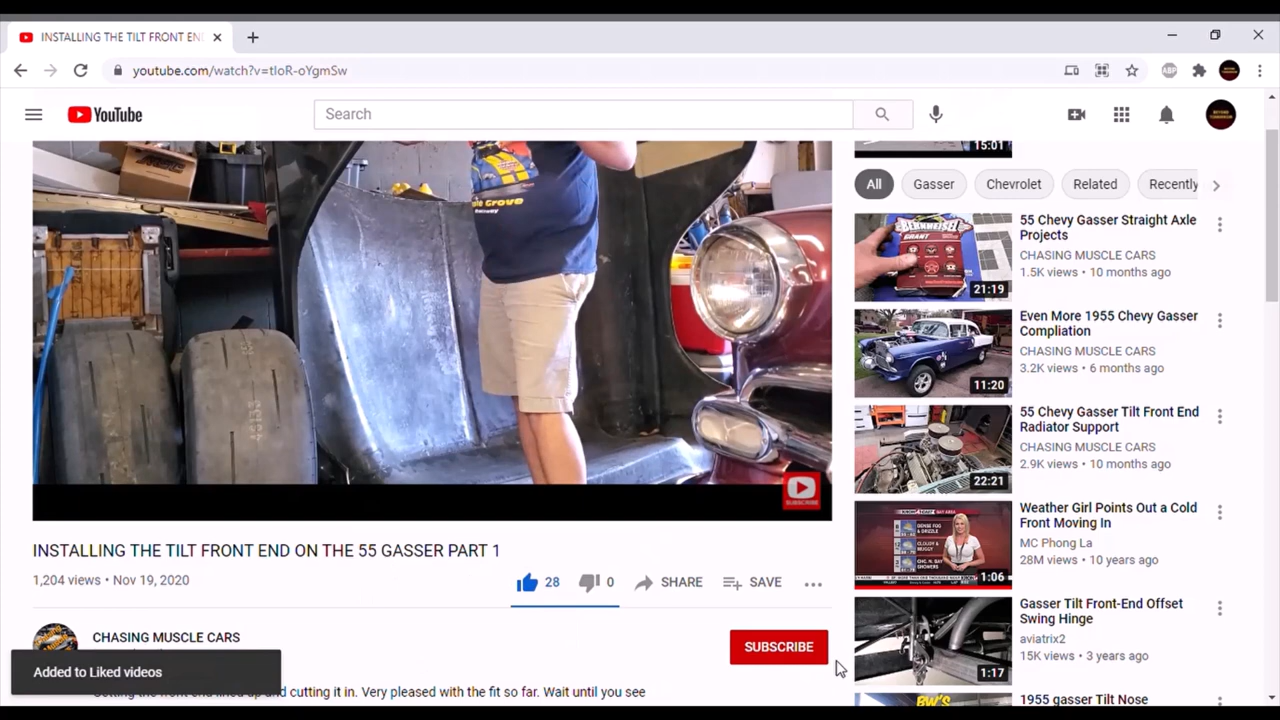 INSTALLING THE TILT FRONT EN
youtube.com/watch?v=tIoR-oYgmSw
ABP
YouTube
Search
15:01
All
Gasser
Chevrolet
Related
Recently
55 Chevy Gasser Straight Axle
Projects
CHASING MUSCLE CARS
1.5K views • 10 months ago
21:19
GRANT
Even More 1955 Chevy Gasser
Compliation
CHASING MUSCLE CARS
3.2K views • 6 months ago
11:20
55 Chevy Gasser Tilt Front End
Radiator Support
CHASING MUSCLE CARS
2.9K views • 10 months ago
22:21
Weather Girl Points Out a Cold
Front Moving In
MC Phong La
28M views • 10 years ago
1:06
Gasser Tilt Front-End Offset
Swing Hinge
aviatrix2
15K views • 3 years ago
1:17
1955 gasser Tilt Nose
BW'S
Grove
SUBSCRIBE
INSTALLING THE TILT FRONT END ON THE 55 GASSER PART 1
1,204 views • Nov 19, 2020
28
0
SHARE
SAVE
CHASING MUSCLE CARS
SUBSCRIBE
Added to Liked videos
and cutting it in. Very pleased with the fit so far. Wait until you see